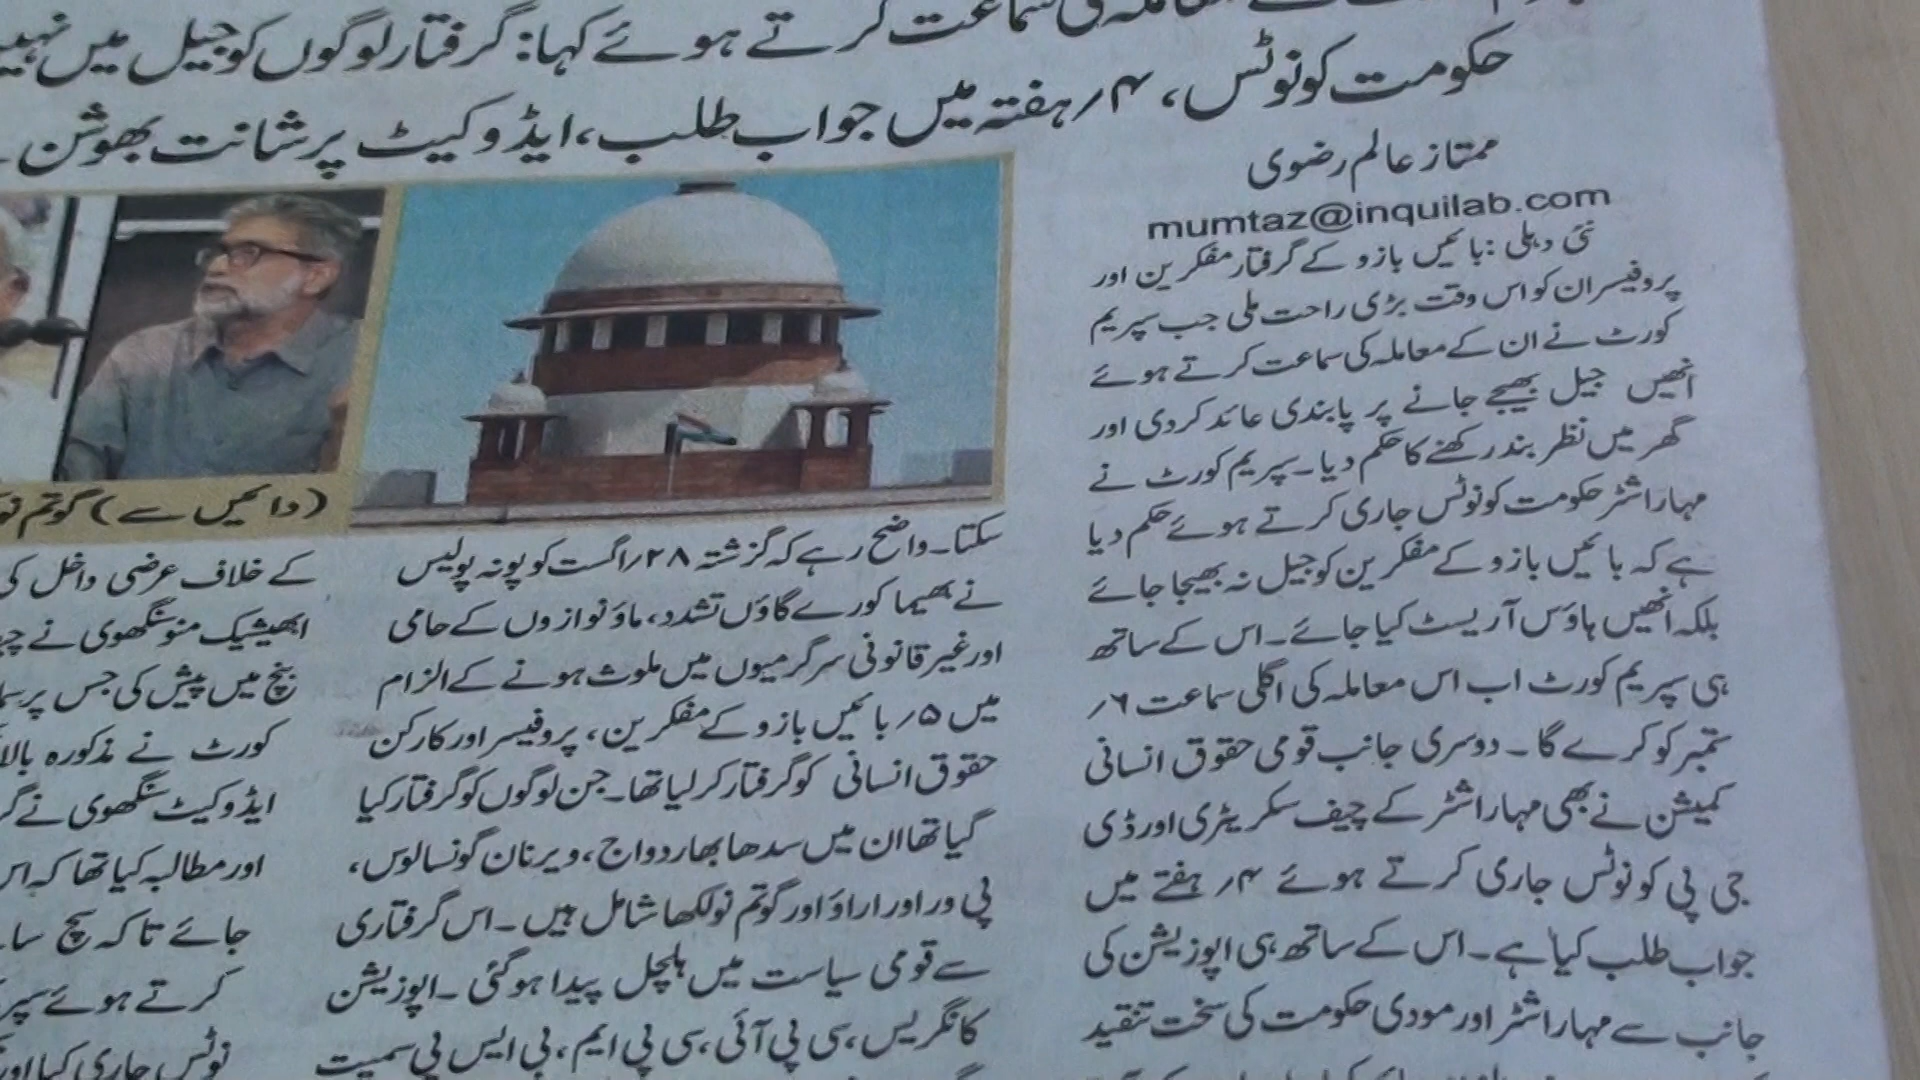 سماعت کرتے ہوئے کہا: گرفتار لوگوں کو جیل میں نہیں
حکومت کو نوٹس، ۴؍ہفتہ میں جواب طلب، ایڈوکیٹ پرشانت بھوشن
ممتاز عالم رضوی
mumtaz@inquilab.com
نئی دہلی: بائیں بازو کے گرفتار مفکرین اور
پروفیسران کو اس وقت بڑی راحت ملی جب سپریم
کورٹ نے ان کے معاملہ کی سماعت کرتے ہوئے
انھیں جیل بھیجے جانے پر پابندی عائد کردی اور
گھر میں نظر بند رکھنے کا حکم دیا۔ سپریم کورٹ نے
مہاراشٹر حکومت کو نوٹس جاری کرتے ہوئے حکم دیا
ہے کہ بائیں بازو کے مفکرین کو جیل نہ بھیجا جائے
بلکہ انھیں ہاؤس آریسٹ کیا جائے۔ اس کے ساتھ
ہی سپریم کورٹ اب اس معاملہ کی اگلی سماعت ۶؍
ستمبر کو کرے گا۔ دوسری جانب قومی حقوق انسانی
کمیشن نے بھی مہاراشٹر کے چیف سکریٹری اور ڈی
جی پی کو نوٹس جاری کرتے ہوئے ۴؍ ہفتے میں
جواب طلب کیا ہے۔ اس کے ساتھ ہی اپوزیشن کی
جانب سے مہاراشٹر اور مودی حکومت کی سخت تنقید
(دائیں سے) گوتم
سکتا۔ واضح رہے کہ گزشتہ ۲۸؍اگست کو پونہ پولیس
نے بھیما کورے گاؤں تشدد، ماؤنوازوں کے حامی
اور غیر قانونی سرگرمیوں میں ملوث ہونے کے الزام
میں ۵؍ بائیں بازو کے مفکرین، پروفیسر اور کارکن
حقوق انسانی کو گرفتار کرلیا تھا۔ جن لوگوں کو گرفتار کیا
گیا تھا ان میں سدھا بھاردواج، ویرنان گونسالوس،
پی ورا ور اراؤ اور گوتم نولکھا شامل ہیں۔ اس گرفتاری
سے قومی سیاست میں ہلچل پیدا ہوگئی۔ اپوزیشن
کانگریس، سی پی آئی، سی پی ایم، بی ایس پی سمیت
کے خلاف عرضی داخل کی
ابھیشیک منو سنگھوی نے
بنچ میں پیش کی جس پر
کورٹ نے مذکورہ بالا
ایڈوکیٹ سنگھوی نے
اور مطالبہ کیا تھا کہ اس
جائے تاکہ سچ
کرتے ہوئے
نوٹس جاری کیا اور